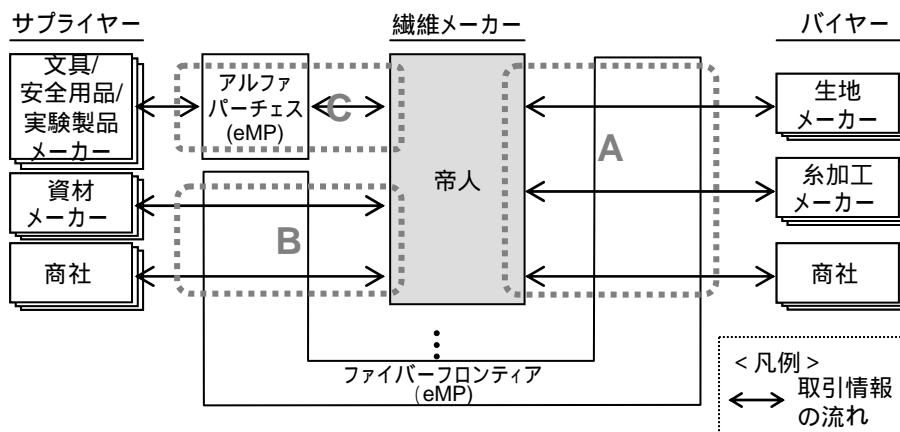 サプライヤー
繊維メーカー
バイヤー
文具/
安全用品/
実験製品
メーカー
アルファ
パーチェス
(eMP)
C
A
生地
メーカー
帝人
糸加工
メーカー
資材
メーカー
B
商社
商社
ファイバーフロンティア
(eMP)
<凡例>
取引情報
の流れ